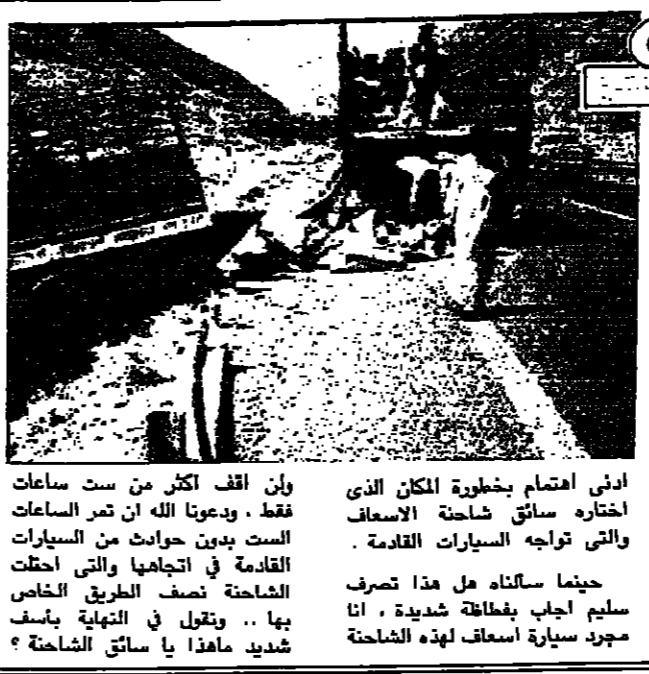 ادنى اهتمام بخطورة المكان الذى
اختاره سائق شاحنة الاسعاف
والتى تواجه السيارات القادمة .
حينما سألناه هل هذا تصرف
سليم اجاب بفظاظة شديدة ، انا
مجرد سيارة اسعاف لهذه الشاحنة
ولن اقف اكثر من ست ساعات
فقط . ودعونا الله ان تمر الساعات
الست بدون حوادث من السيارات
القادمة في اتجاهها والتى احتلت
الشاحنة نصف الطريق الخاص
بها .. ونقول في النهاية بأسف
شديد ماهذا يا سائق الشاحنة ؟